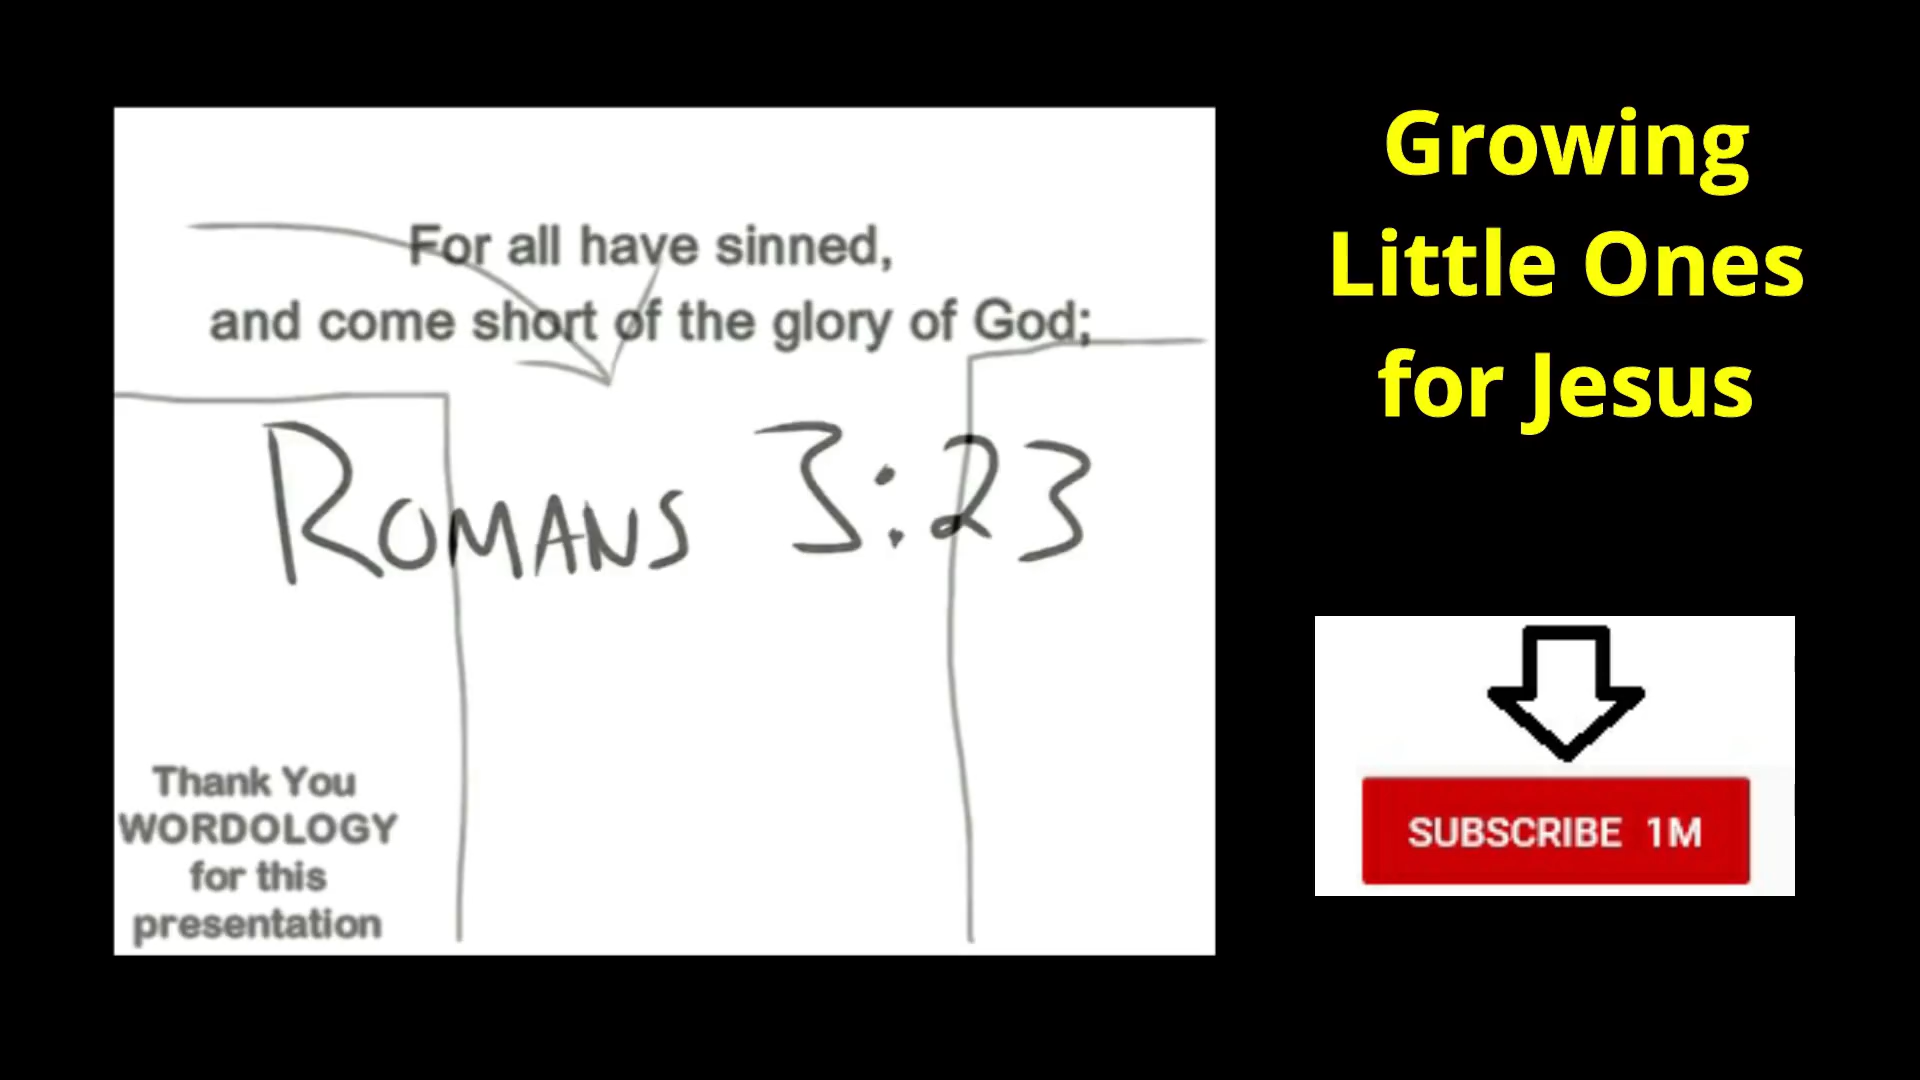 For all have sinned,
and come short of the glory of God;
ROMANS 3:23
Thank You
WORDOLOGY
for this
presentation
Growing
Little Ones
for Jesus
SUBSCRIBE 1M